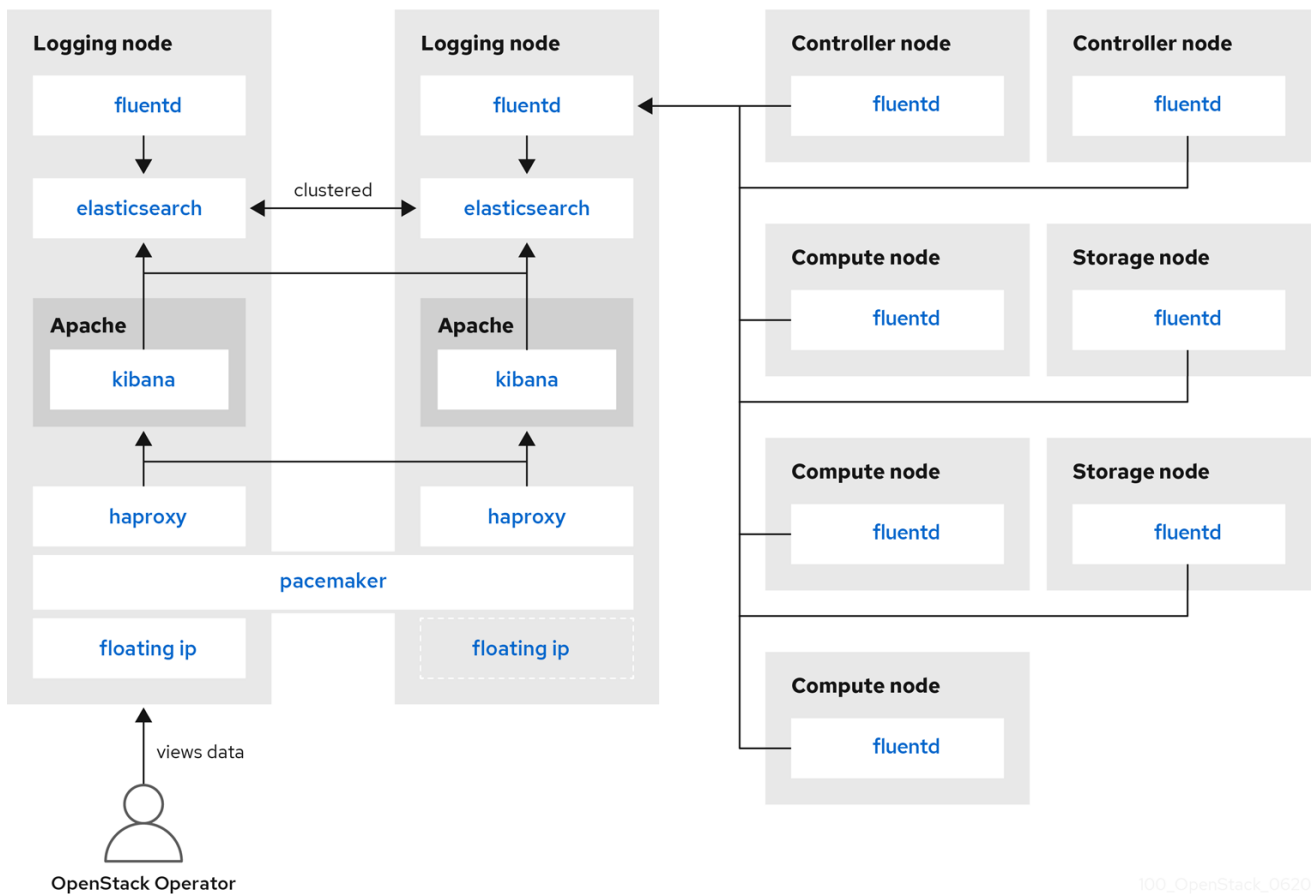 Logging node
fluentd
elasticsearch
Apache
kibana
haproxy
Logging node
fluentd
elasticsearch
Apache
kibana
haproxy
clustered
pacemaker
floating ip
floating ip
views data
OpenStack Operator
Controller node
fluentd
Controller node
fluentd
Compute node
fluentd
Storage node
fluentd
Compute node
fluentd
Storage node
fluentd
Compute node
fluentd
100_OpenStack_0620